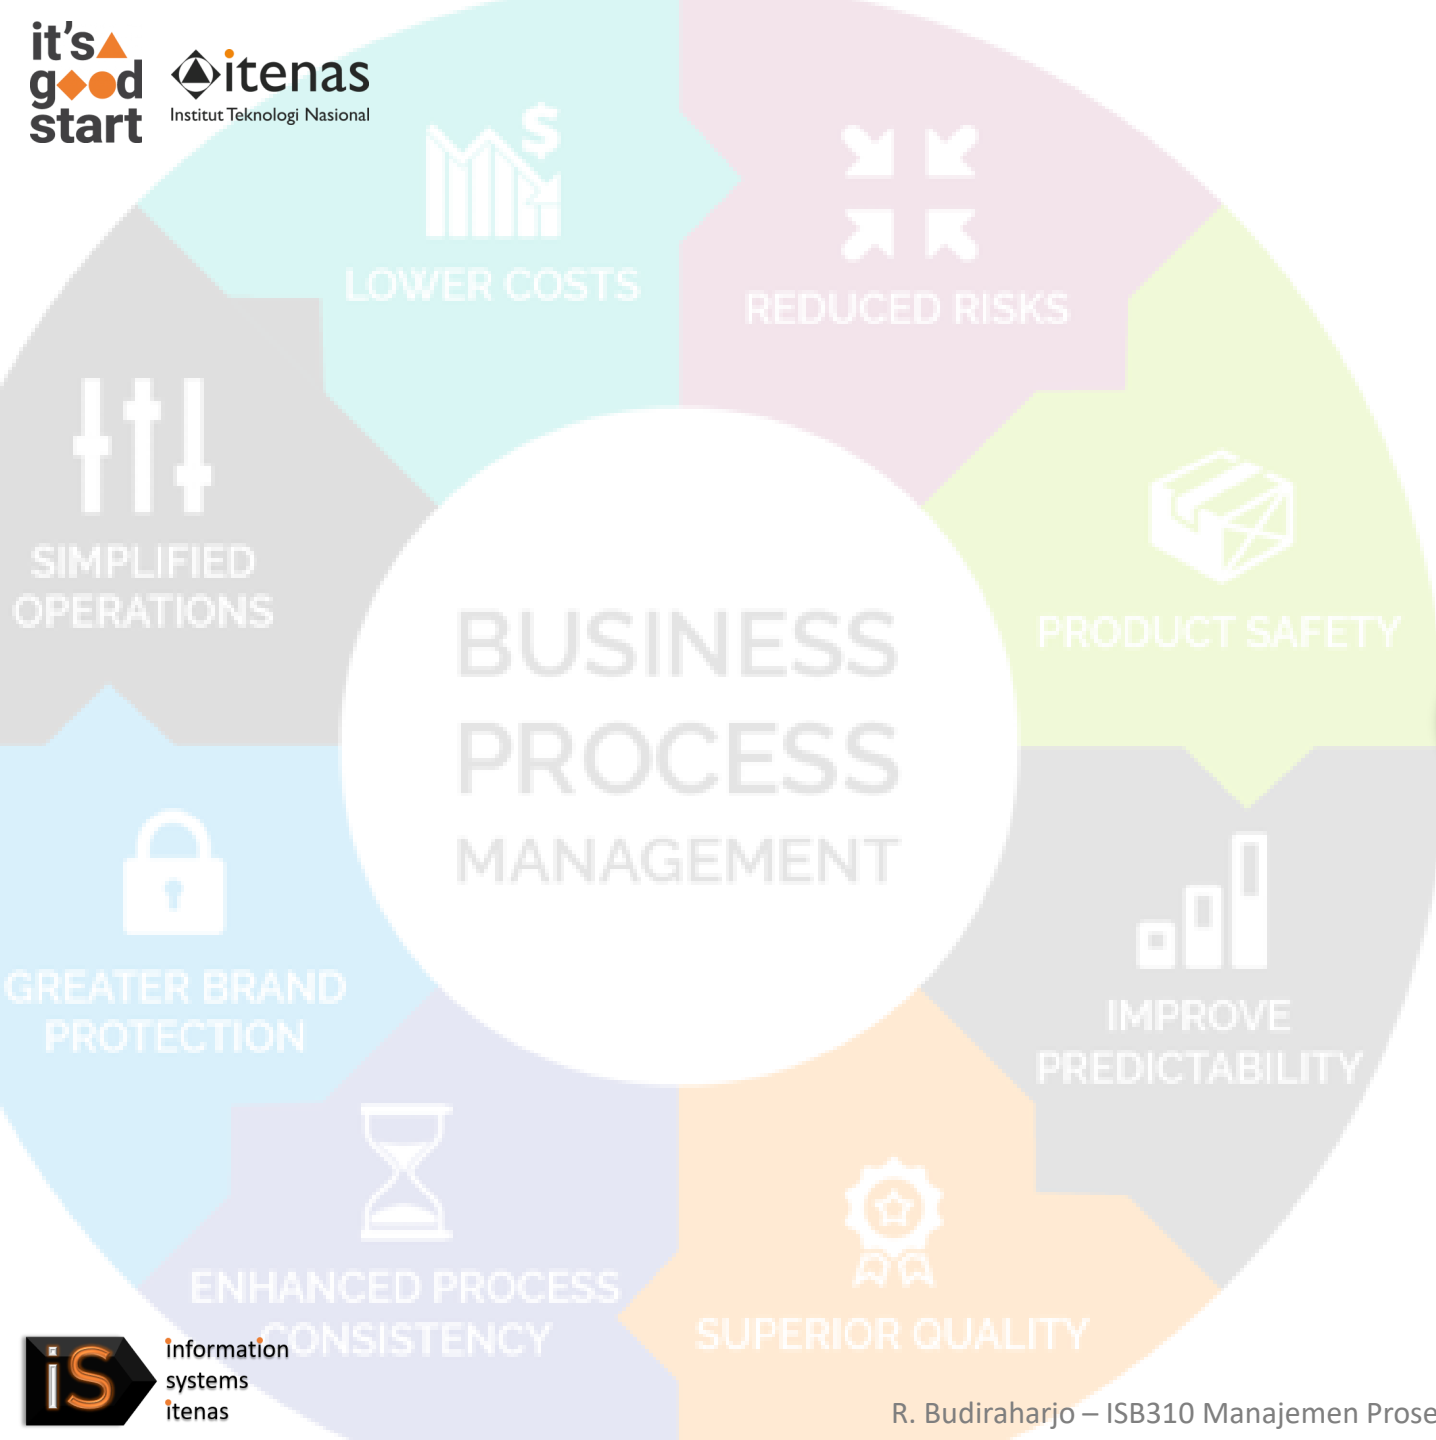 it's a
good
start
itenas
Institut Teknologi Nasional
$
LOWER COSTS
REDUCED RISKS
SIMPLIFIED
OPERATIONS
PRODUCT SAFETY
BUSINESS
PROCESS
MANAGEMENT
GREATER BRAND
PROTECTION
IMPROVE
PREDICTABILITY
ENHANCED PROCESS
CONSISTENCY
SUPERIOR QUALITY
iS
information
systems
itenas
R. Budiraharjo – ISB310 Manajemen Prose